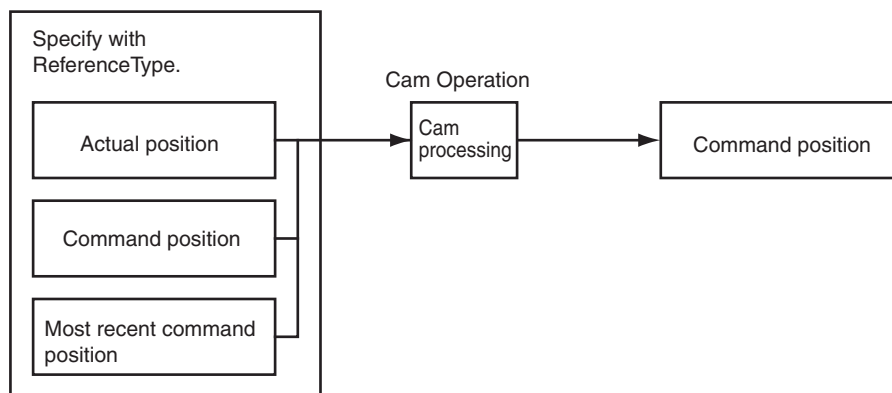 Specify with
ReferenceType.
Actual position
Command position
Most recent command
position
Cam Operation
Cam
processing
Command position